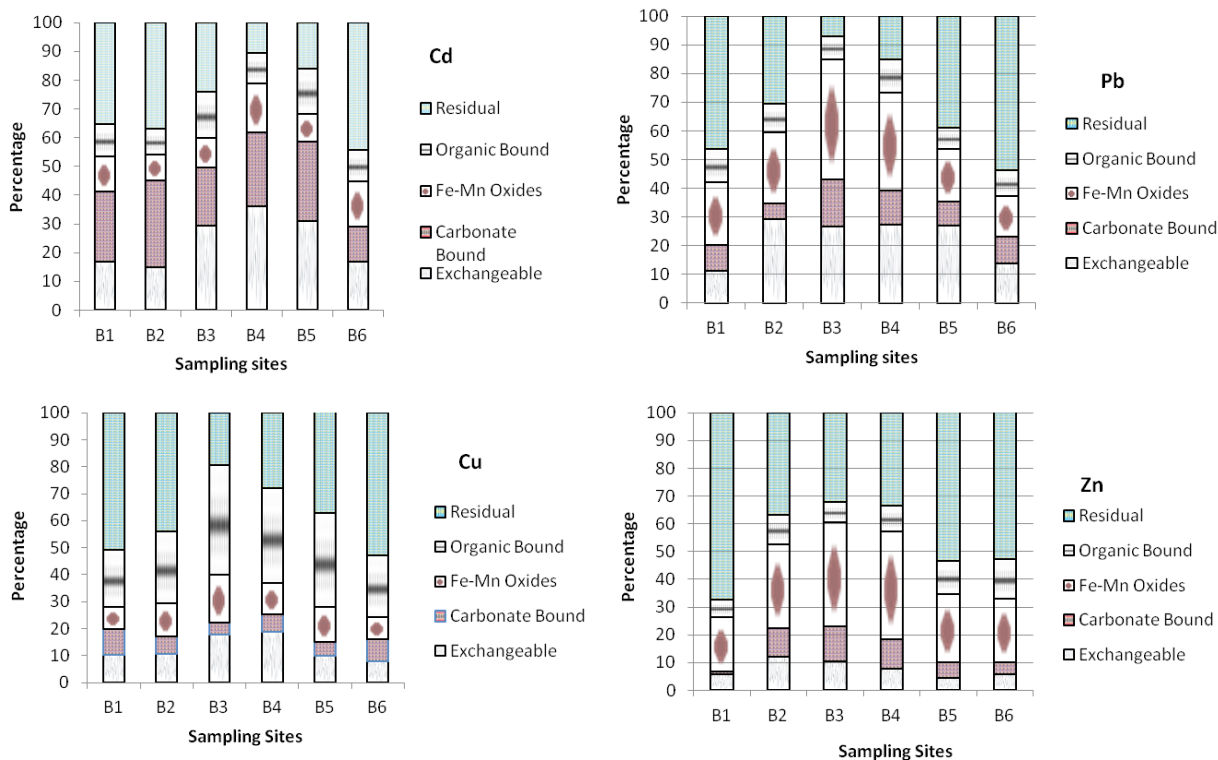 100
90
80
70
60
50
40
30
20
10
0
Percentage
B1 B2 B3 B4 B5 B6
Sampling sites
Cd
Residual
Organic Bound
Fe-Mn Oxides
Carbonate
Bound
Exchangeable
100
90
80
70
60
50
40
30
20
10
0
Percentage
B1 B2 B3 B4 B5 B6
Sampling sites
Pb
Residual
Organic Bound
Fe-Mn Oxides
Carbonate Bound
Exchangeable
100
90
80
70
60
50
40
30
20
10
0
Percentage
B1 B2 B3 B4 B5 B6
Sampling Sites
Cu
Residual
Organic Bound
Fe-Mn Oxides
Carbonate Bound
Exchangeable
100
90
80
70
60
50
40
30
20
10
0
Percentage
B1 B2 B3 B4 B5 B6
Sampling Sites
Zn
Residual
Organic Bound
Fe-Mn Oxides
Carbonate Bound
Exchangeable